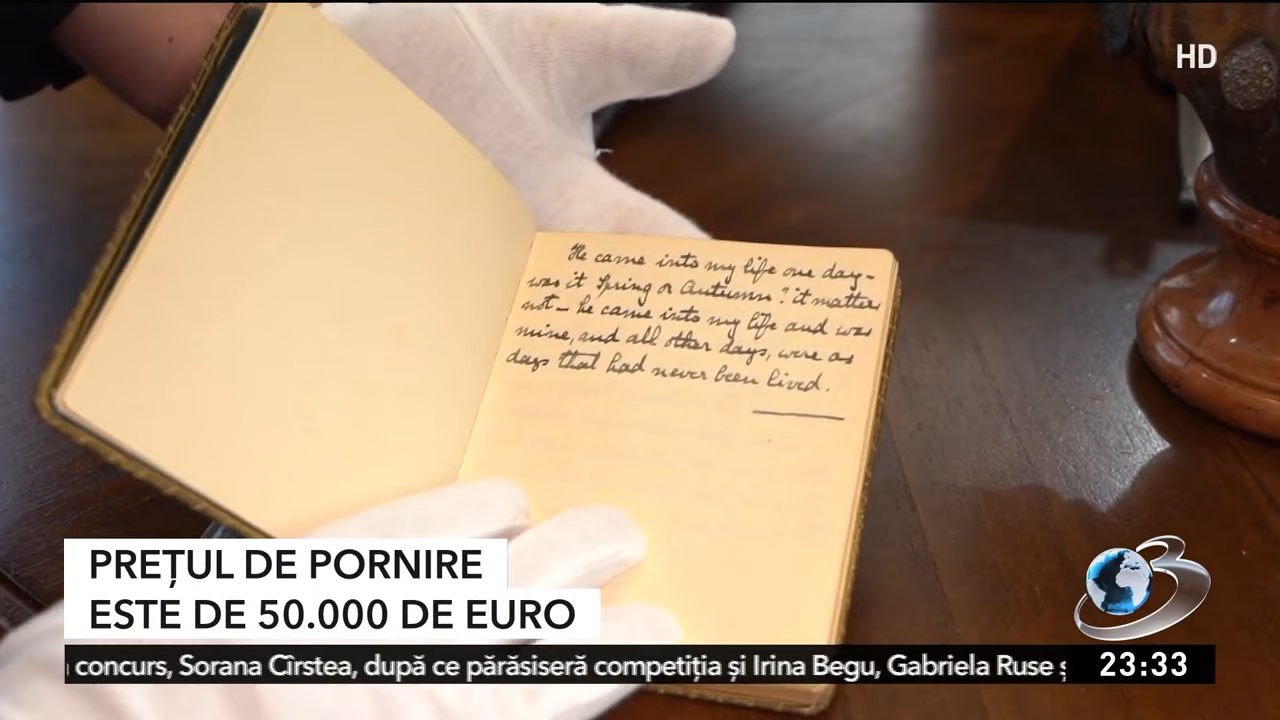 HD
He came into my life one day–
was it Spring or Autumn? it matters
not – he came into my life and was
mine, and all other days, were as
days that had never been lived.
PREȚUL DE PORNIRE
ESTE DE 50.000 DE EURO
3
concurs, Sorana Cîrstea, după ce părăsiseră competiția și Irina Begu, Gabriela Ruse ș
23:33